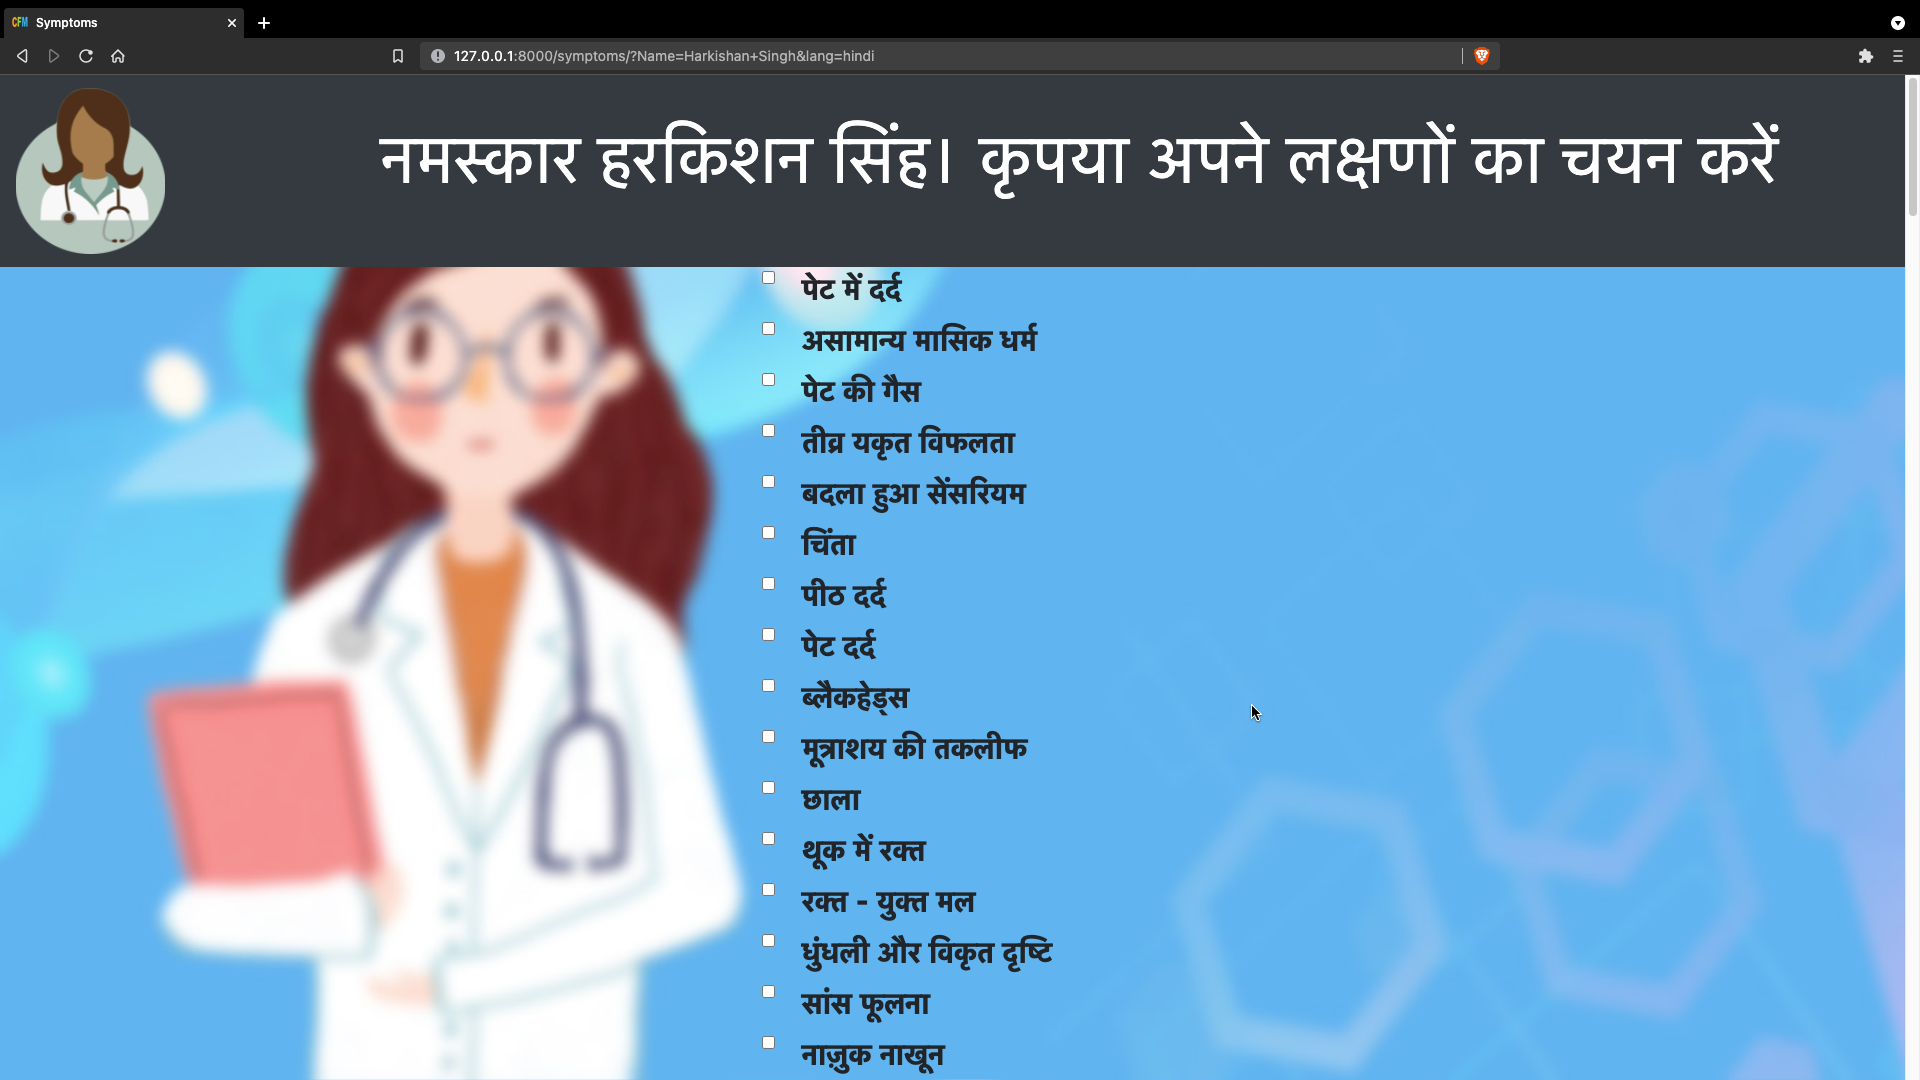 CFM Symptoms
127.0.0.1:8000/symptoms/?Name=Harkishan+Singh&lang=hindi
नमस्कार हरकिशन सिंह। कृपया अपने लक्षणों का चयन करें
पेट में दर्द
असामान्य मासिक धर्म
पेट की गैस
तीव्र यकृत विफलता
बदला हुआ सेंसरियम
चिंता
पीठ दर्द
पेट दर्द
ब्लैकहेड्स
मूत्राशय की तकलीफ
छाला
थूक में रक्त
रक्त - युक्त मल
धुंधली और विकृत दृष्टि
सांस फूलना
नाज़ुक नाखून